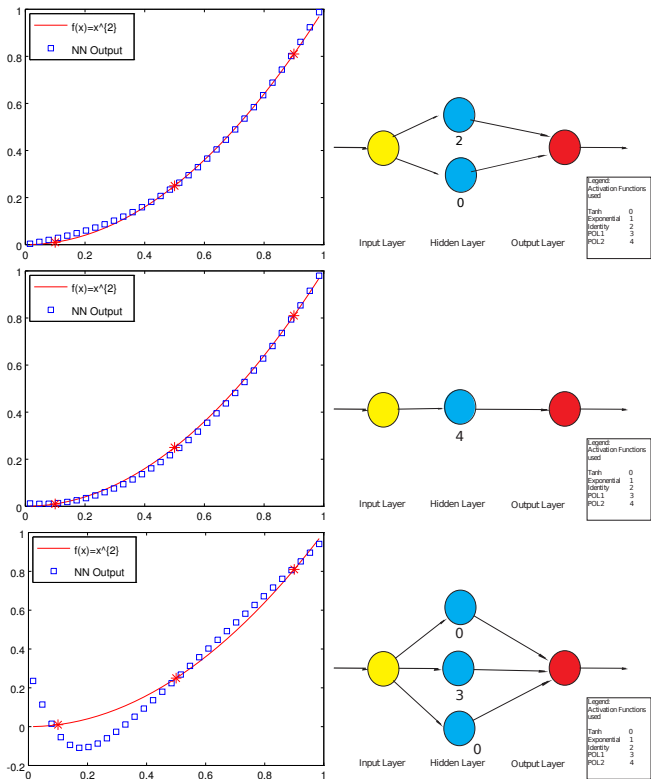 f(x)=x^{2}
NN Output
1
0.8
0.6
0.4
0.2
0
0 0.2 0.4 0.6 0.8 1
2
0
Input Layer Hidden Layer Output Layer
Legend:
Activation Functions
used
Tanh 0
Exponential 1
Identity 2
POL1 3
POL2 4
f(x)=x^{2}
NN Output
1
0.8
0.6
0.4
0.2
0
0 0.2 0.4 0.6 0.8 1
4
Input Layer Hidden Layer Output Layer
Legend:
Activation Functions
used
Tanh 0
Exponential 1
Identity 2
POL1 3
POL2 4
f(x)=x^{2}
NN Output
1
0.8
0.6
0.4
0.2
0
-0.2
0 0.2 0.4 0.6 0.8 1
0
3
0
Input Layer Hidden Layer Output Layer
Legend:
Activation Functions
used
Tanh 0
Exponential 1
Identity 2
POL1 3
POL2 4